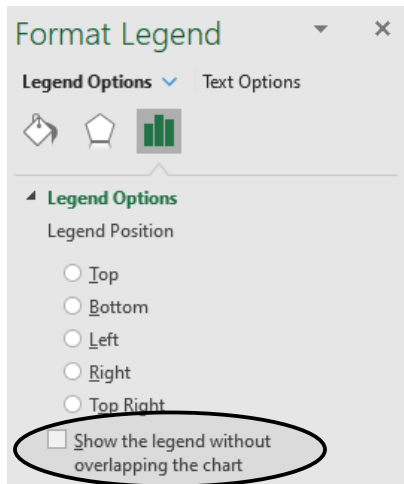 Format Legend
Legend Options Text Options
Legend Options
Legend Position
Top
Bottom
Left
Right
Top Right
Show the legend without
overlapping the chart